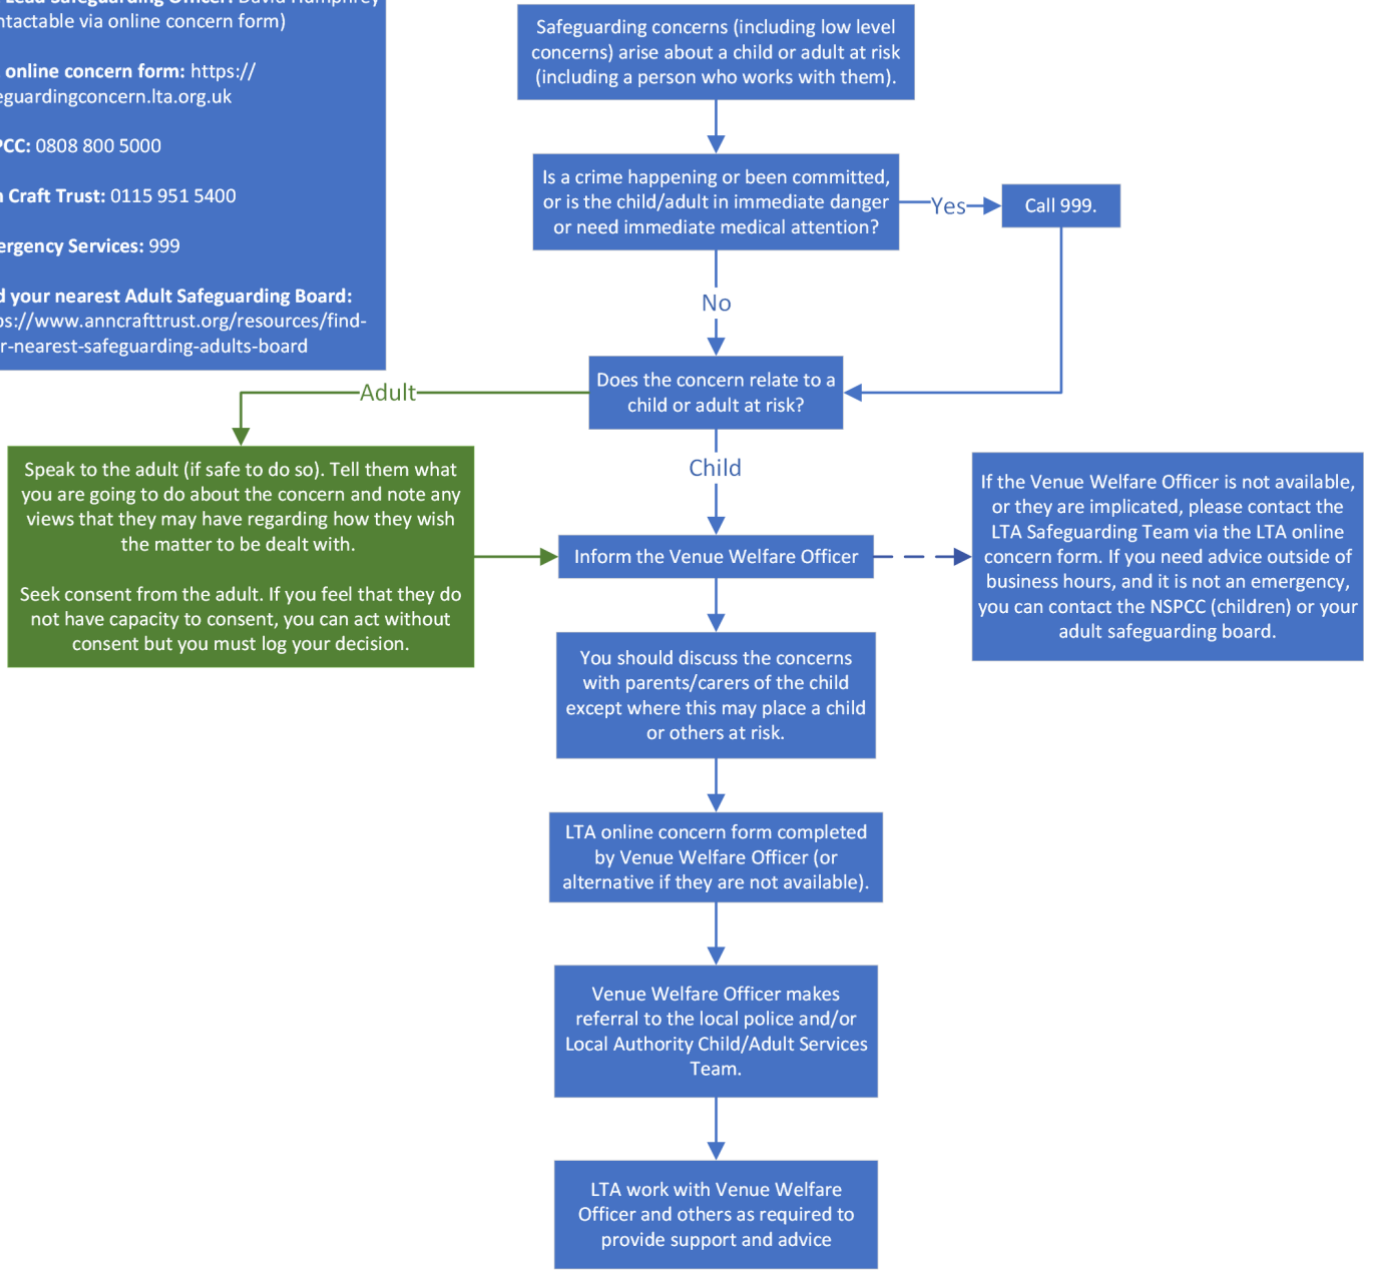 Lead Safeguarding Officer: David Humphrey
ntactable via online concern form)
online concern form: https://
eguardingconcern.lta.org.uk
PCC: 0808 800 5000
n Craft Trust: 0115 951 5400
ergency Services: 999
d your nearest Adult Safeguarding Board:
os://www.anncrafttrust.org/resources/find-
r-nearest-safeguarding-adults-board
Safeguarding concerns (including low level
concerns) arise about a child or adult at risk
(including a person who works with them).
Is a crime happening or been committed,
or is the child/adult in immediate danger
or need immediate medical attention?
Yes
Call 999.
No
Does the concern relate to a
child or adult at risk?
Adult
Child
Speak to the adult (if safe to do so). Tell them what
you are going to do about the concern and note any
views that they may have regarding how they wish
the matter to be dealt with.
Seek consent from the adult. If you feel that they do
not have capacity to consent, you can act without
consent but you must log your decision.
Inform the Venue Welfare Officer
If the Venue Welfare Officer is not available,
or they are implicated, please contact the
LTA Safeguarding Team via the LTA online
concern form. If you need advice outside of
business hours, and it is not an emergency,
you can contact the NSPCC (children) or your
adult safeguarding board.
You should discuss the concerns
with parents/carers of the child
except where this may place a child
or others at risk.
LTA online concern form completed
by Venue Welfare Officer (or
alternative if they are not available).
Venue Welfare Officer makes
referral to the local police and/or
Local Authority Child/Adult Services
Team.
LTA work with Venue Welfare
Officer and others as required to
provide support and advice